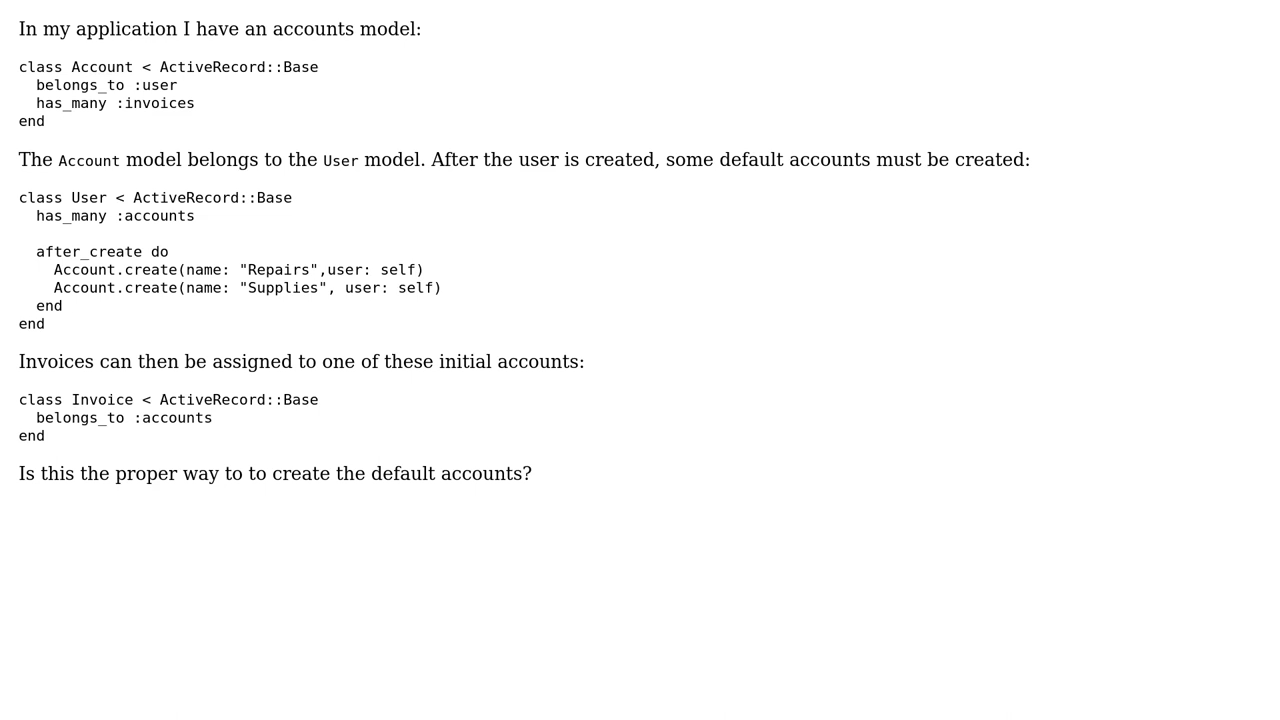 In my application I have an accounts model:
class Account < ActiveRecord::Base
  belongs_to :user
  has_many :invoices
end
The Account model belongs to the User model. After the user is created, some default accounts must be created:
class User < ActiveRecord::Base
  has_many :accounts

  after_create do
    Account.create(name: "Repairs",user: self)
    Account.create(name: "Supplies", user: self)
  end
end
Invoices can then be assigned to one of these initial accounts:
class Invoice < ActiveRecord::Base
  belongs_to :accounts
end
Is this the proper way to to create the default accounts?